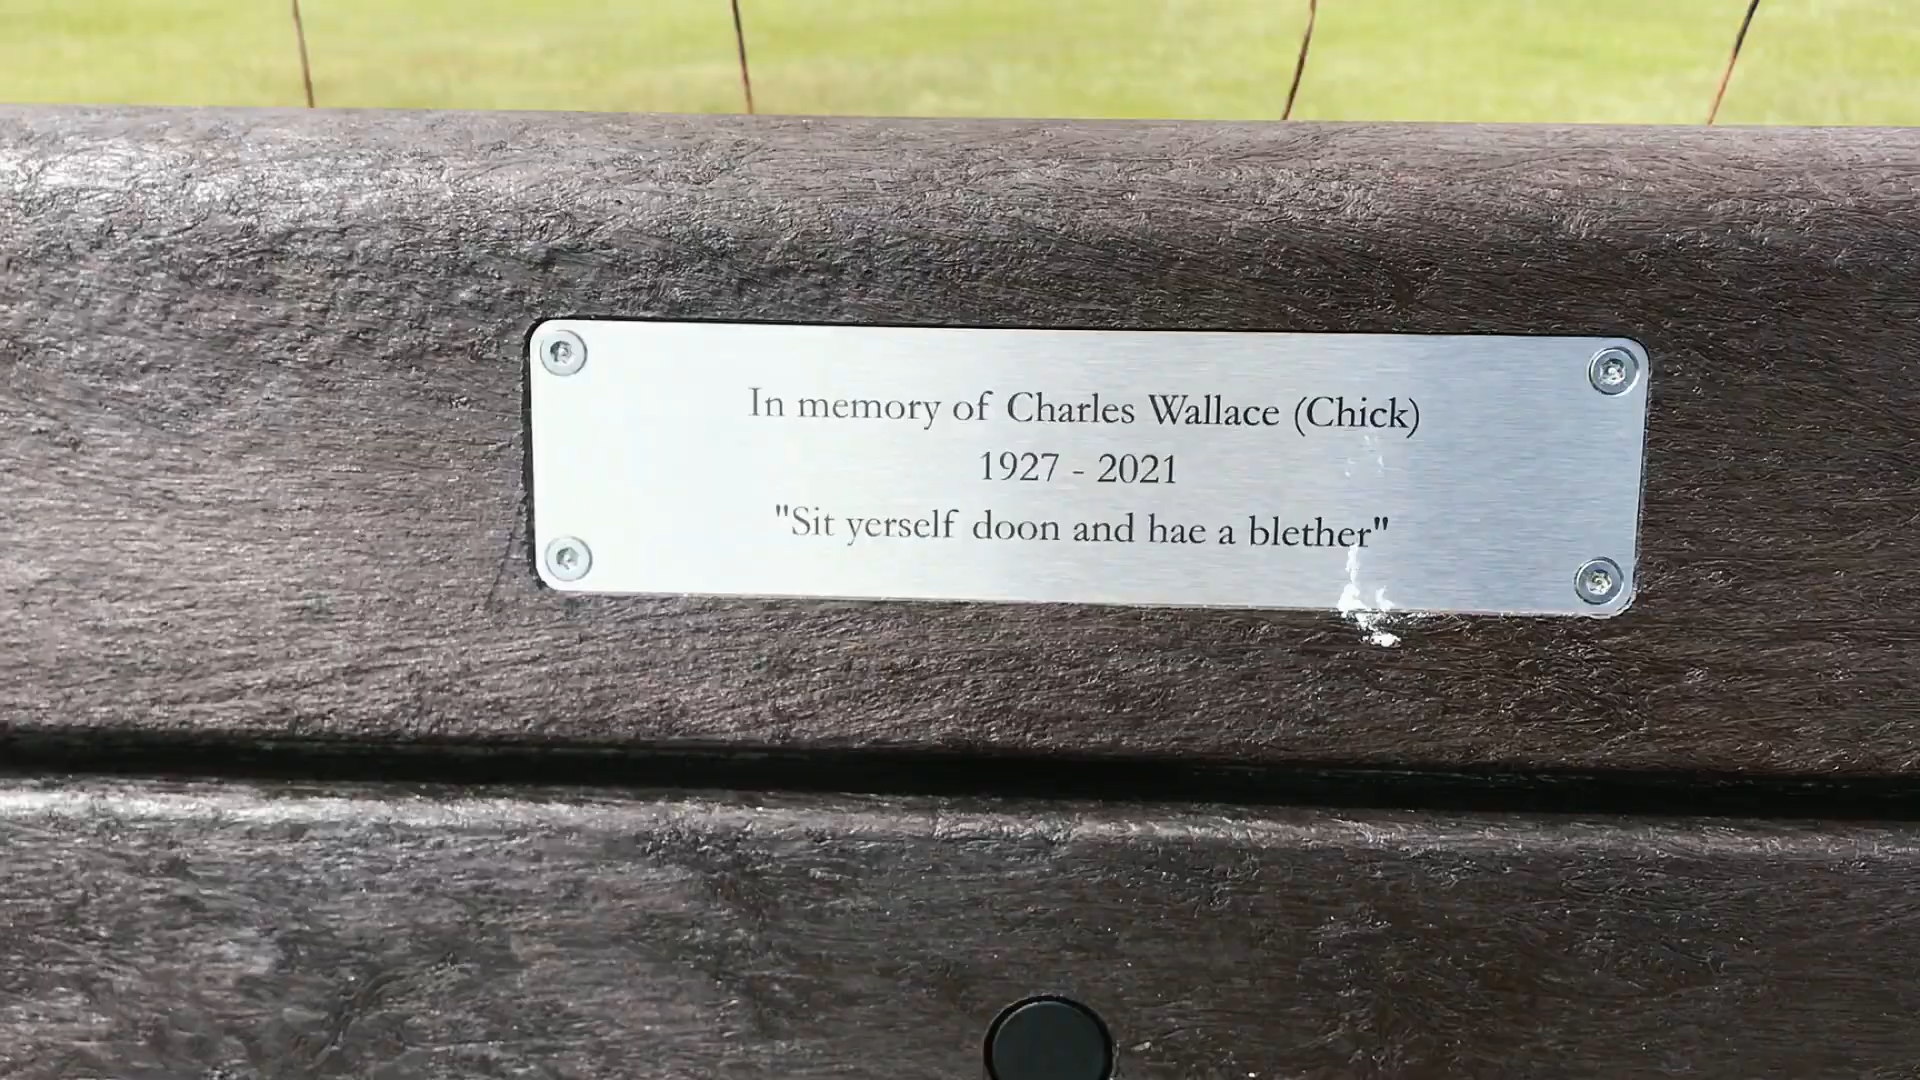 In memory of Charles Wallace (Chick)
1927 - 2021
"Sit yerself doon and hae a blether"